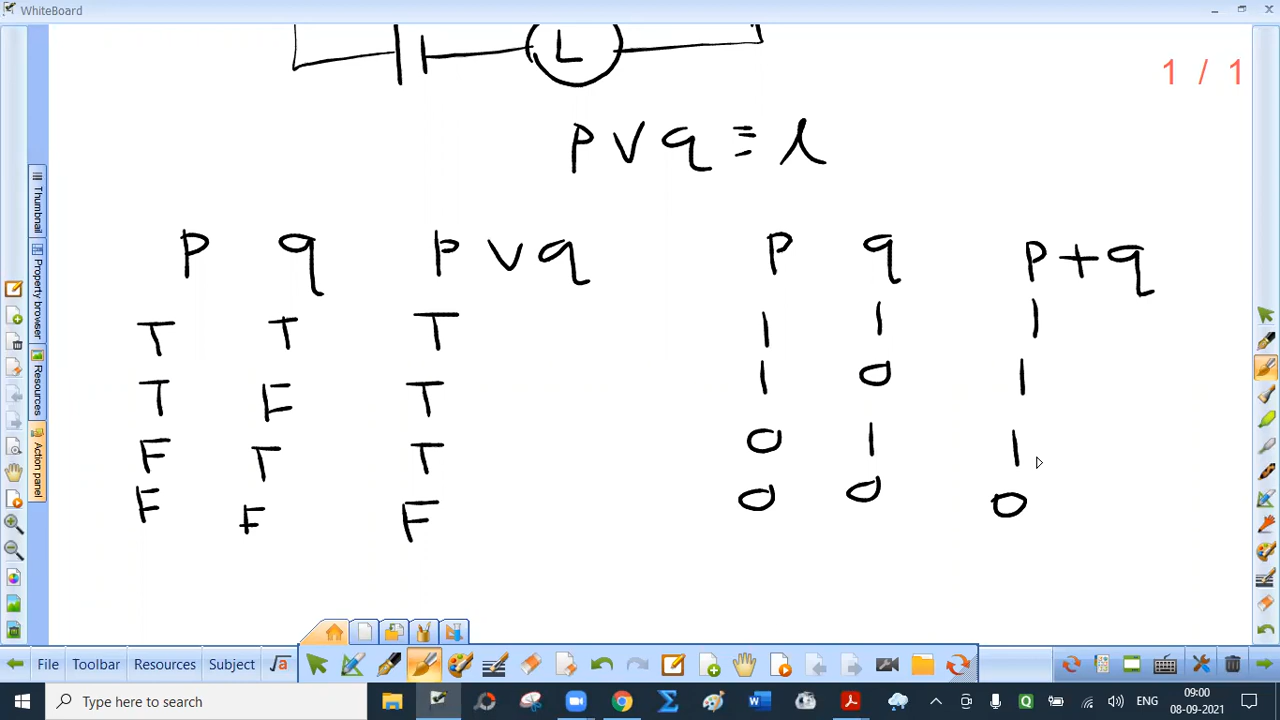 WhiteBoard
1 / 1
L
p ∨ q ≡ l
p q p ∨ q p q p + q
T T T 1 1 1
T F T 1 0 1
F T T 0 1 1
F F F 0 0 0
Thumbnail
Property browser
Resources
Action panel
File Toolbar Resources Subject √a
Type here to search
ENG
09:00
08-09-2021